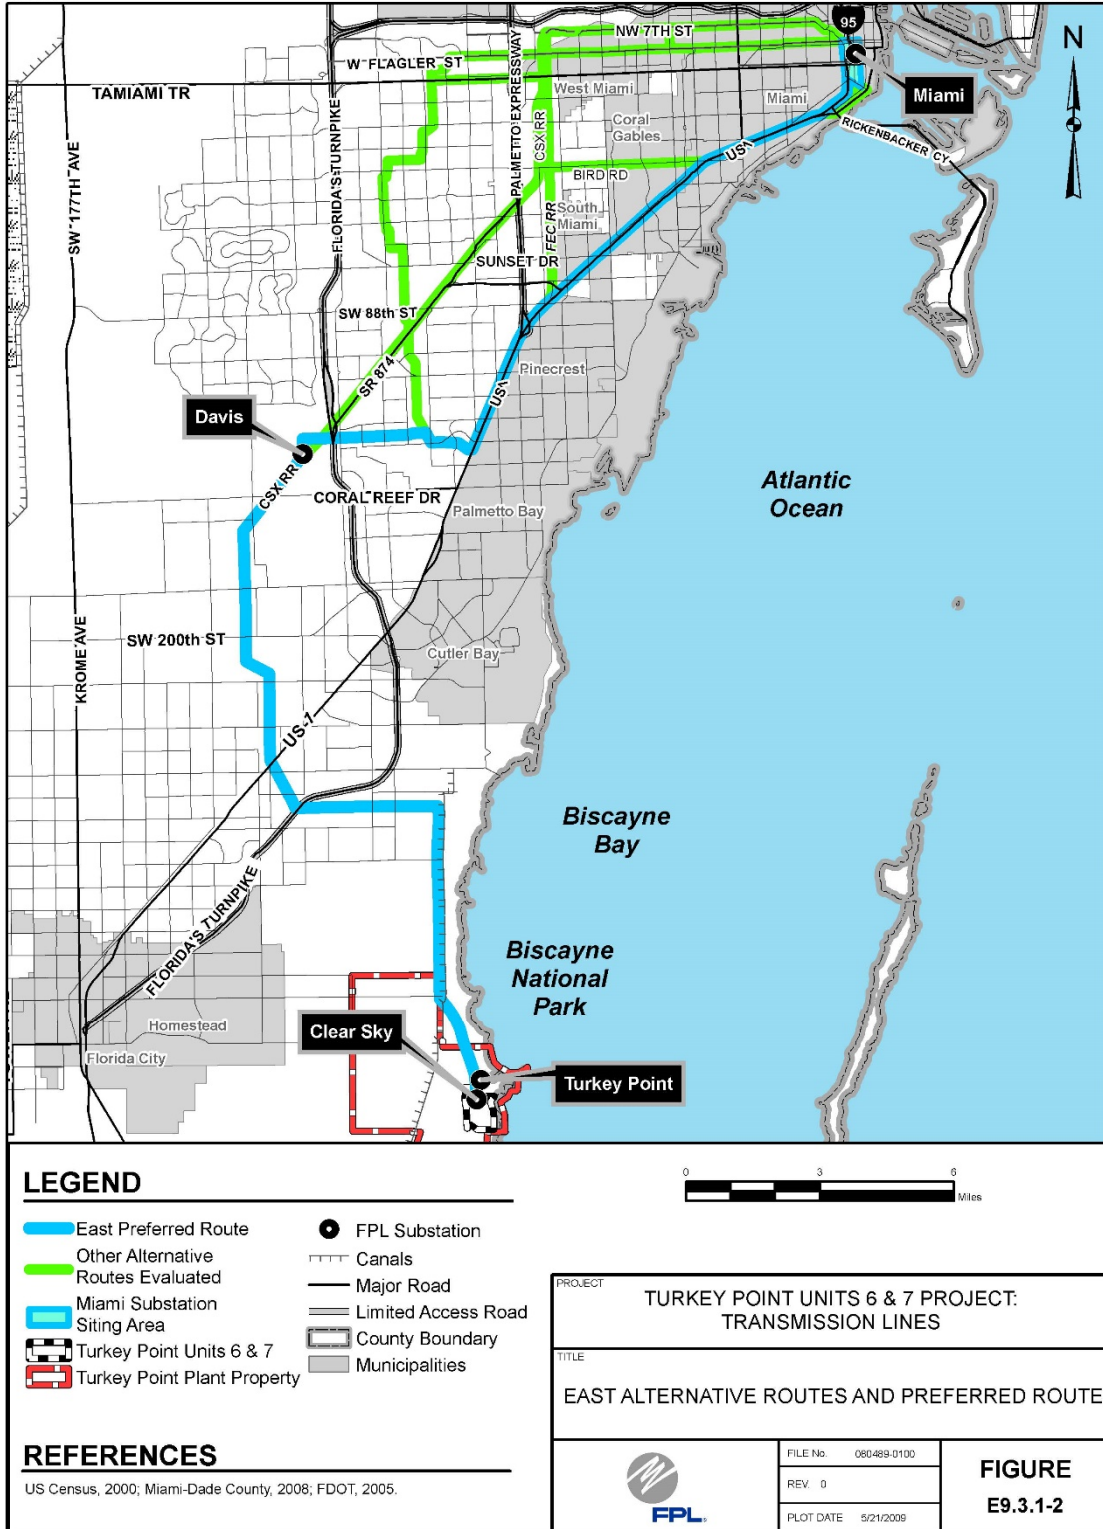 95
N
NW 7TH ST
W FLAGLER ST
TAMIAMI TR
West Miami
Miami
Miami
Coral
Gables
RICKENBACKER CY
PALMETTO EXPRESSWAY
CSX RR
US1
BIRD RD
FLORIDA'S TURNPIKE
SW 177TH AVE
South
Miami
FEC RR
SUNSET DR
SW 88th ST
SR 874
Pinecrest
US1
Davis
CSX RR
CORAL REEF DR
Palmetto Bay
Atlantic
Ocean
SW 200th ST
KROME AVE
Cutler Bay
US-1
Biscayne
Bay
FLORIDA'S TURNPIKE
Biscayne
National
Park
Homestead
Clear Sky
Florida City
Turkey Point
LEGEND
East Preferred Route
Other Alternative
Routes Evaluated
Miami Substation
Siting Area
Turkey Point Units 6 & 7
Turkey Point Plant Property
FPL Substation
Canals
Major Road
Limited Access Road
County Boundary
Municipalities
0 3 6
Miles
REFERENCES
US Census, 2000; Miami-Dade County, 2008; FDOT, 2005.
PROJECT
TURKEY POINT UNITS 6 & 7 PROJECT:
TRANSMISSION LINES
TITLE
EAST ALTERNATIVE ROUTES AND PREFERRED ROUTE
FPL
FILE No. 080489-0100
REV. 0
PLOT DATE 5/21/2009
FIGURE
E9.3.1-2